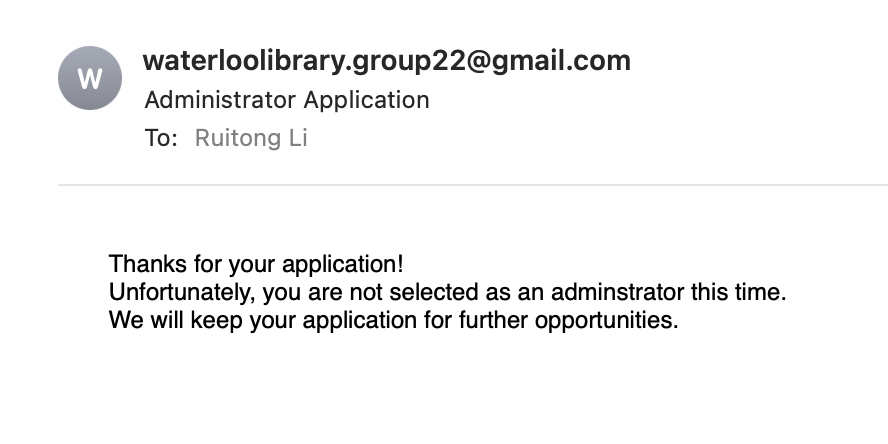 W
waterloolibrary.group22@gmail.com
Administrator Application
To: Ruitong Li
Thanks for your application!
Unfortunately, you are not selected as an adminstrator this time.
We will keep your application for further opportunities.